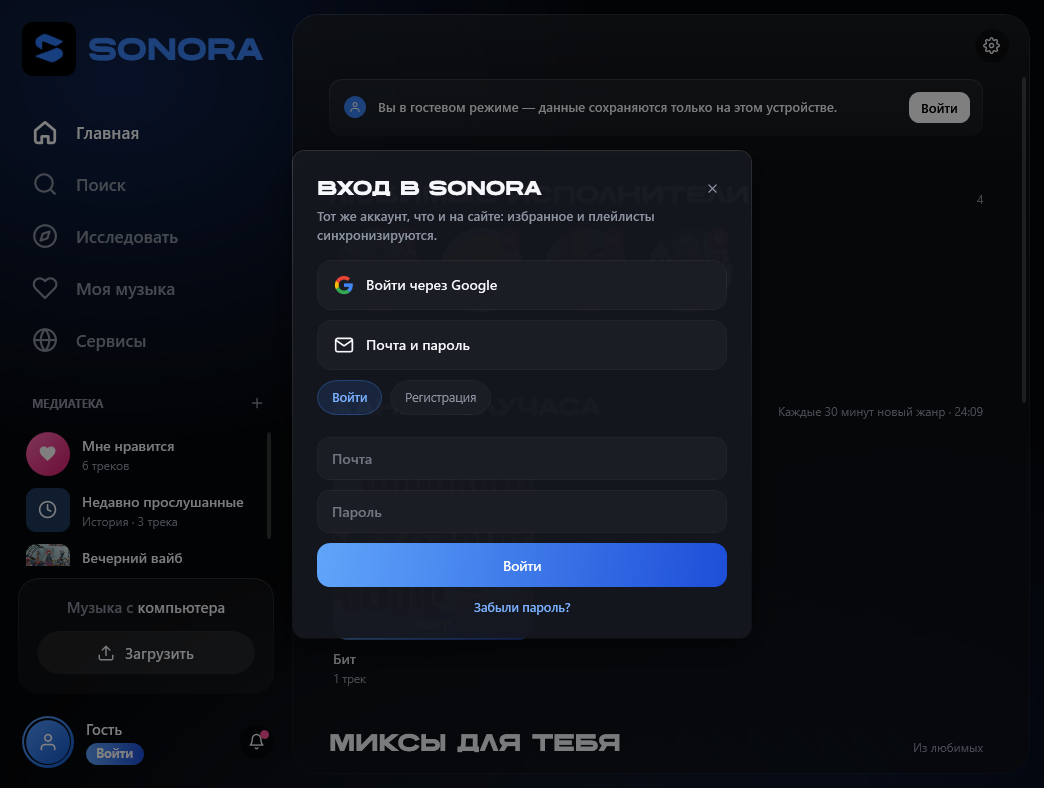 SONORA
Главная
Поиск
Исследовать
Моя музыка
Сервисы
МЕДИАТЕКА
Мне нравится
6 треков
Недавно прослушанные
История · 3 трека
Вечерний вайб
Музыка с компьютера
Загрузить
Гость
Войти
Вы в гостевом режиме — данные сохраняются только на этом устройстве.
Войти
ИСПОЛНИТЕЛИ
4
ВХОД В SONORA
Тот же аккаунт, что и на сайте: избранное и плейлисты
синхронизируются.
Войти через Google
Почта и пароль
Войти
Регистрация
Каждые 30 минут новый жанр · 24:09
Почта
Пароль
Войти
Забыли пароль?
Бит
1 трек
МИКСЫ ДЛЯ ТЕБЯ
Из любимых